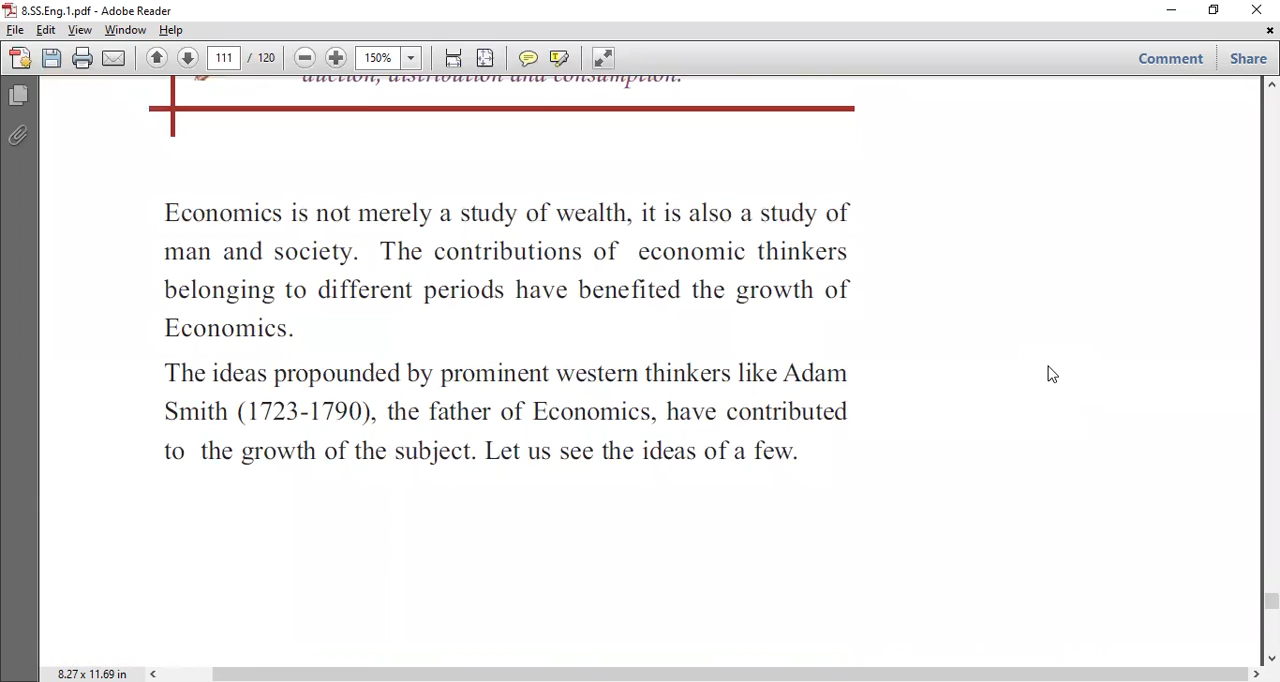 8.SS.Eng.1.pdf - Adobe Reader
File Edit View Window Help
111 / 120 150% Comment Share
duction, distribution and consumption.
Economics is not merely a study of wealth, it is also a study of
man and society. The contributions of economic thinkers
belonging to different periods have benefited the growth of
Economics.
The ideas propounded by prominent western thinkers like Adam
Smith (1723-1790), the father of Economics, have contributed
to the growth of the subject. Let us see the ideas of a few.
8.27 x 11.69 in